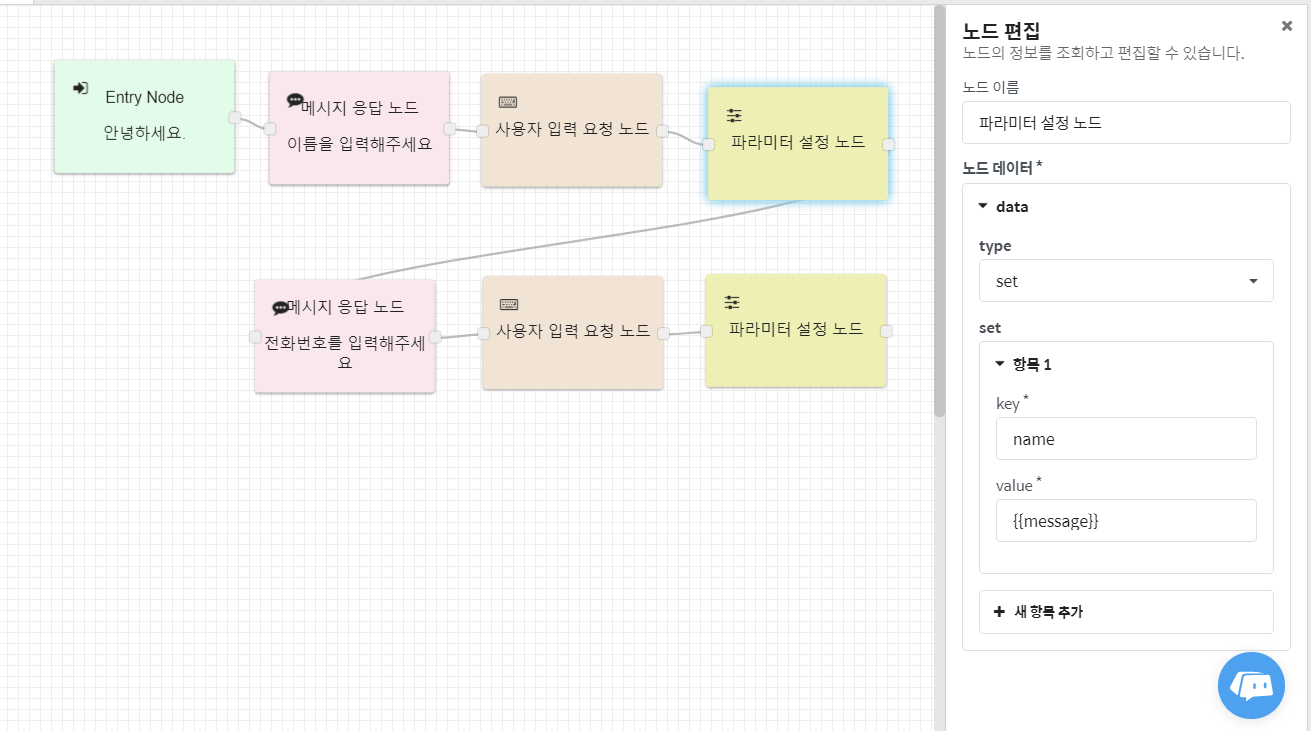 Entry Node
안녕하세요.
메시지 응답 노드
이름을 입력해주세요
사용자 입력 요청 노드
파라미터 설정 노드
메시지 응답 노드
전화번호를 입력해주세
요
사용자 입력 요청 노드
파라미터 설정 노드
노드 편집
노드의 정보를 조회하고 편집할 수 있습니다.
노드 이름
파라미터 설정 노드
노드 데이터 *
data
type
set
set
항목 1
key *
name
value *
{{message}}
새 항목 추가